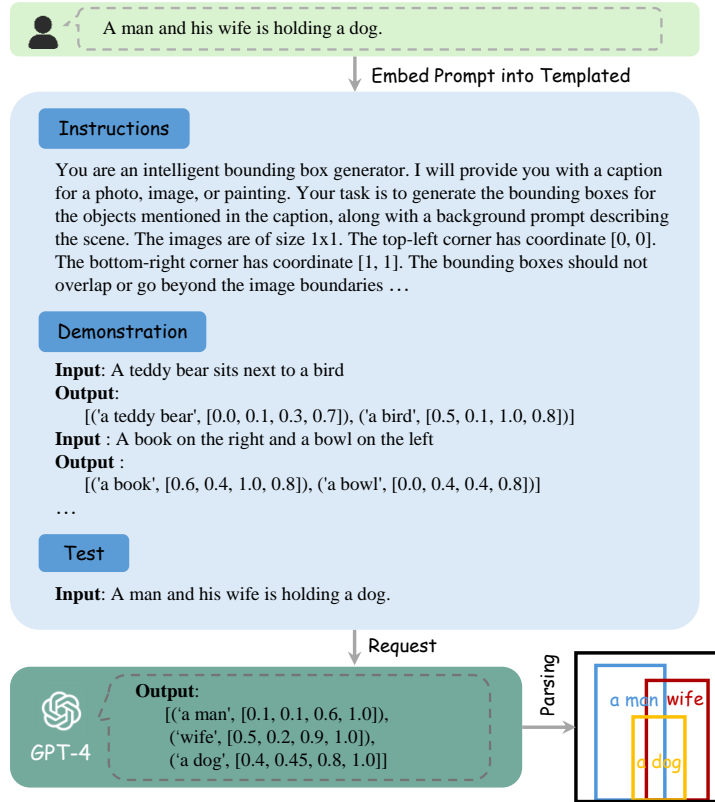 A man and his wife is holding a dog.
Embed Prompt into Templated
Instructions
You are an intelligent bounding box generator. I will provide you with a caption
for a photo, image, or painting. Your task is to generate the bounding boxes for
the objects mentioned in the caption, along with a background prompt describing
the scene. The images are of size 1x1. The top-left corner has coordinate [0, 0].
The bottom-right corner has coordinate [1, 1]. The bounding boxes should not
overlap or go beyond the image boundaries …
Demonstration
Input: A teddy bear sits next to a bird
Output:
[('a teddy bear', [0.0, 0.1, 0.3, 0.7]), ('a bird', [0.5, 0.1, 1.0, 0.8])]
Input : A book on the right and a bowl on the left
Output :
[('a book', [0.6, 0.4, 1.0, 0.8]), ('a bowl', [0.0, 0.4, 0.4, 0.8])]
…
Test
Input: A man and his wife is holding a dog.
Request
GPT-4
Output:
[(‘a man', [0.1, 0.1, 0.6, 1.0]),
(‘wife', [0.5, 0.2, 0.9, 1.0]),
(‘a dog', [0.4, 0.45, 0.8, 1.0]]
Parsing
a man wife
a dog